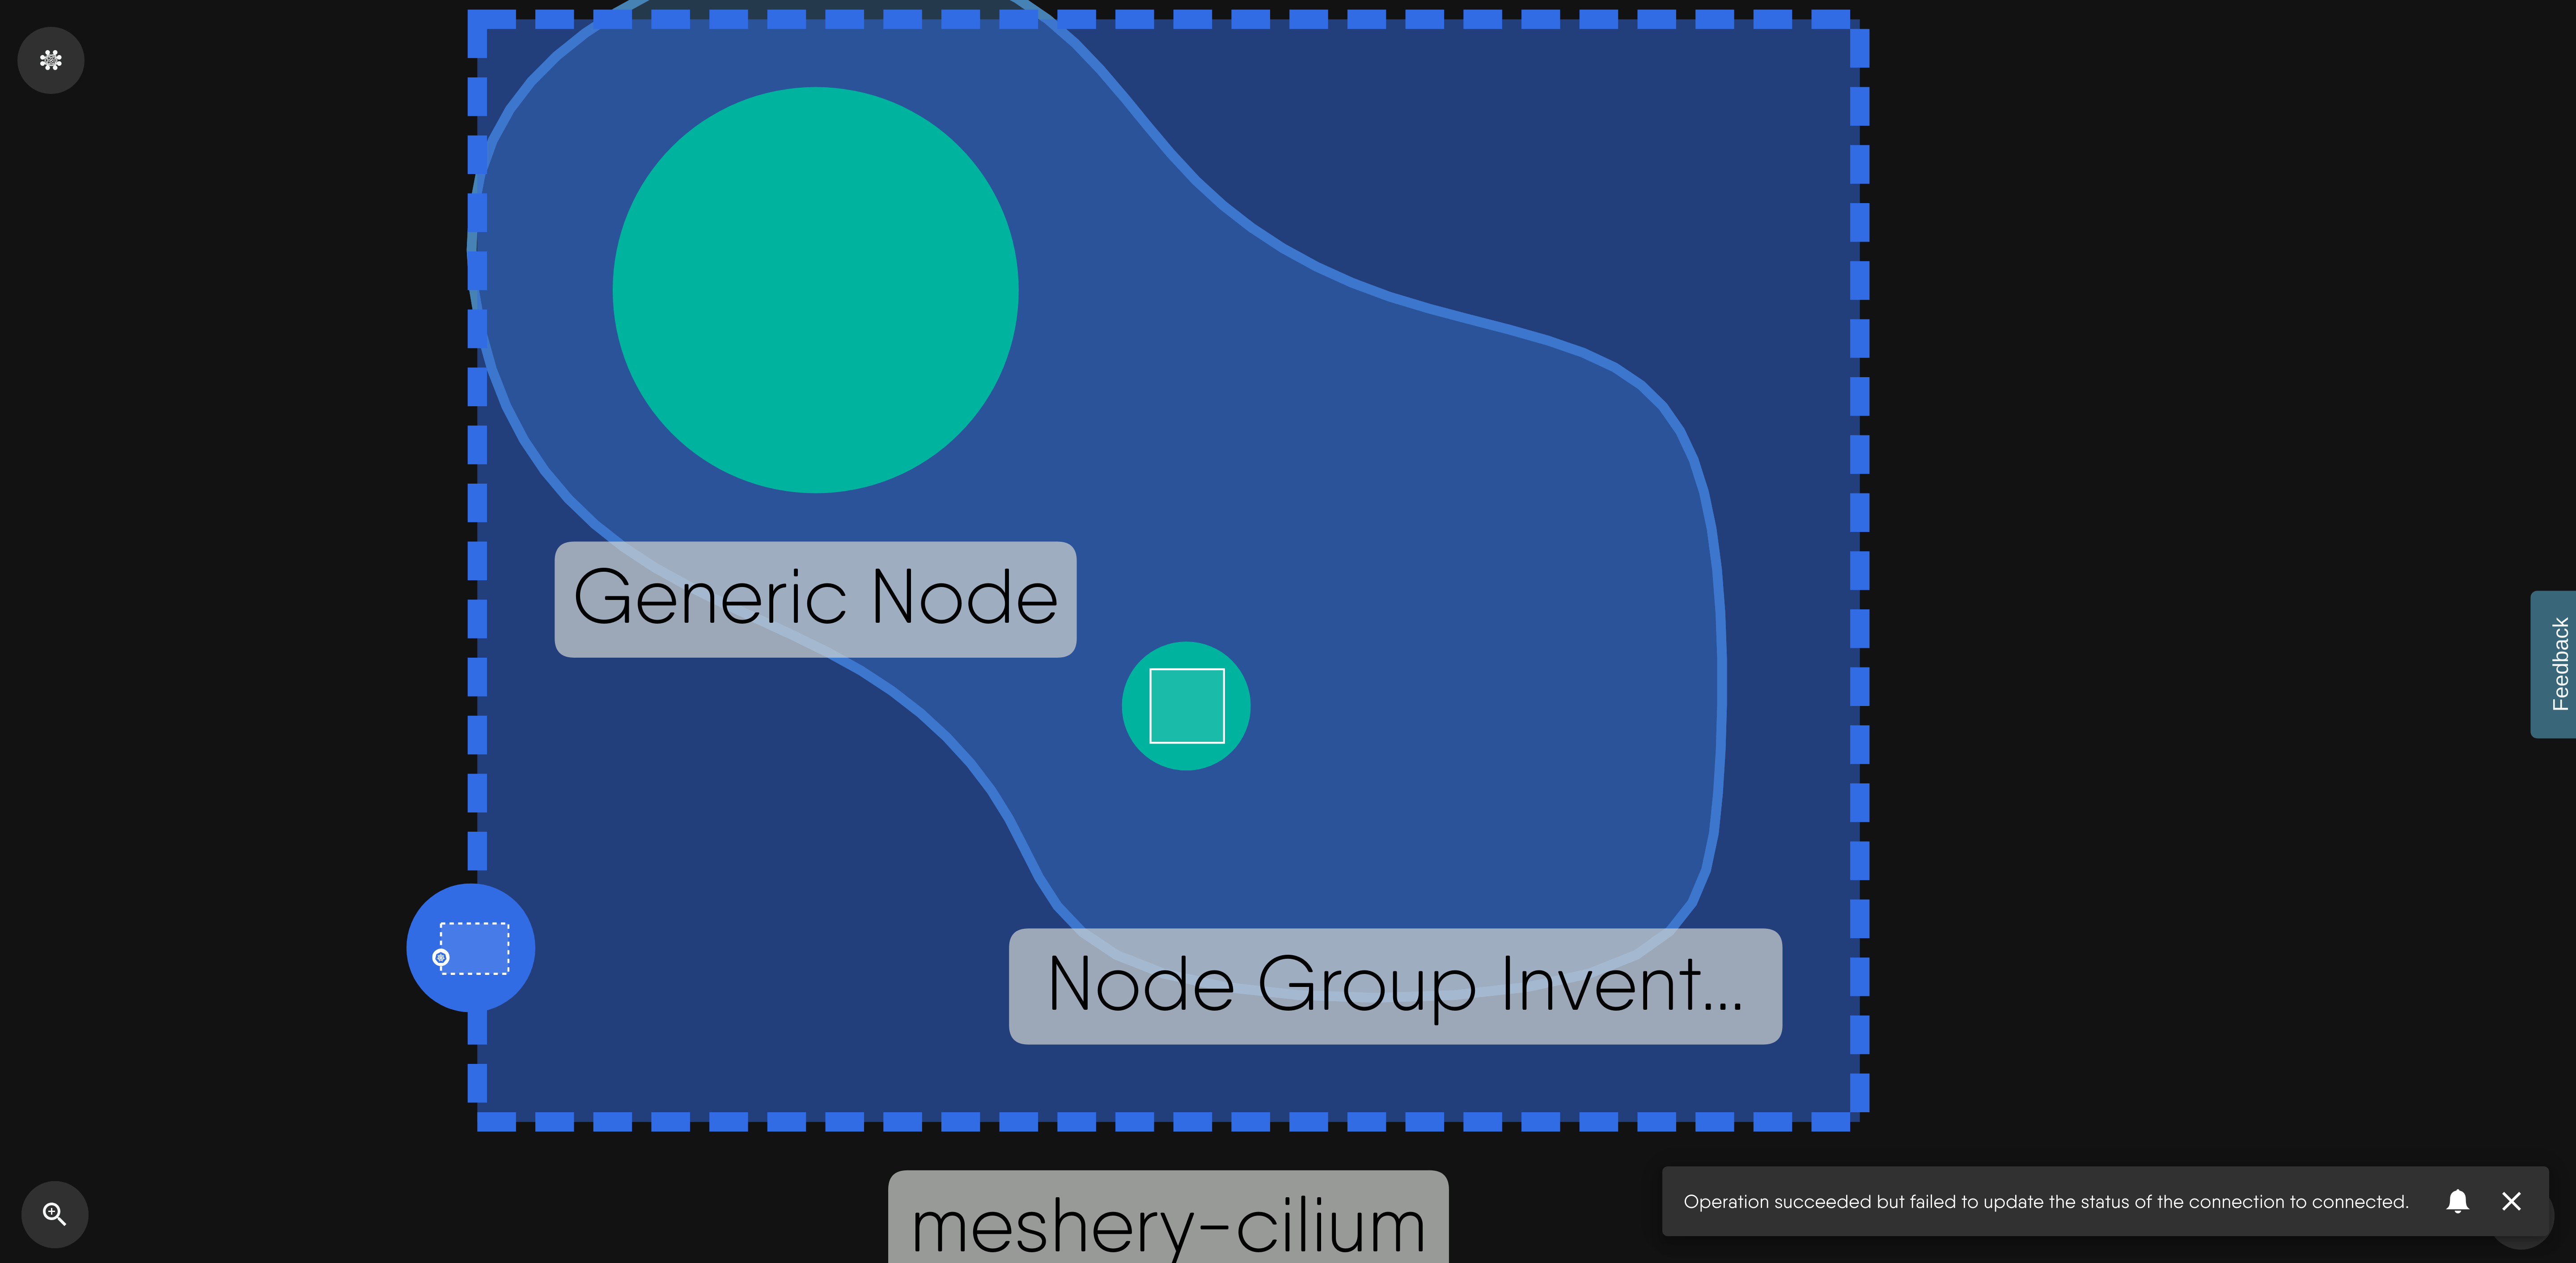 Generic Node
Feedback
Node Group Invent...
Operation succeeded but failed to update the status of the connection to connected.
meshery-cilium